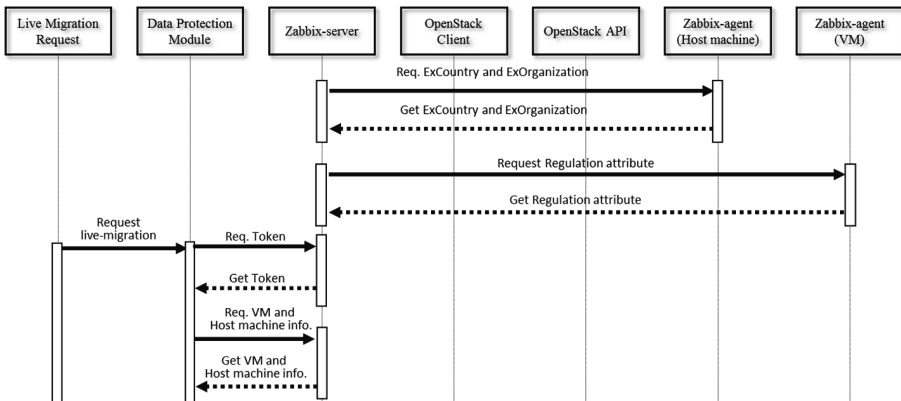 Live Migration
Request
Data Protection
Module
Zabbix-server
OpenStack
Client
OpenStack API
Zabbix-agent
(Host machine)
Zabbix-agent
(VM)
Req. ExCountry and ExOrganization
Get ExCountry and ExOrganization
Request Regulation attribute
Get Regulation attribute
Request
live-migration
Req. Token
Get Token
Req. VM and
Host machine info.
Get VM and
Host machine info.